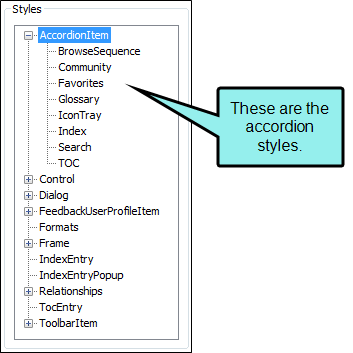 Styles
AccordionItem
BrowseSequence
Community
Favorites
Glossary
IconTray
Index
Search
TOC
Control
Dialog
FeedbackUserProfileItem
Formats
Frame
IndexEntry
IndexEntryPopup
Relationships
TocEntry
ToolbarItem
These are the
accordion
styles.